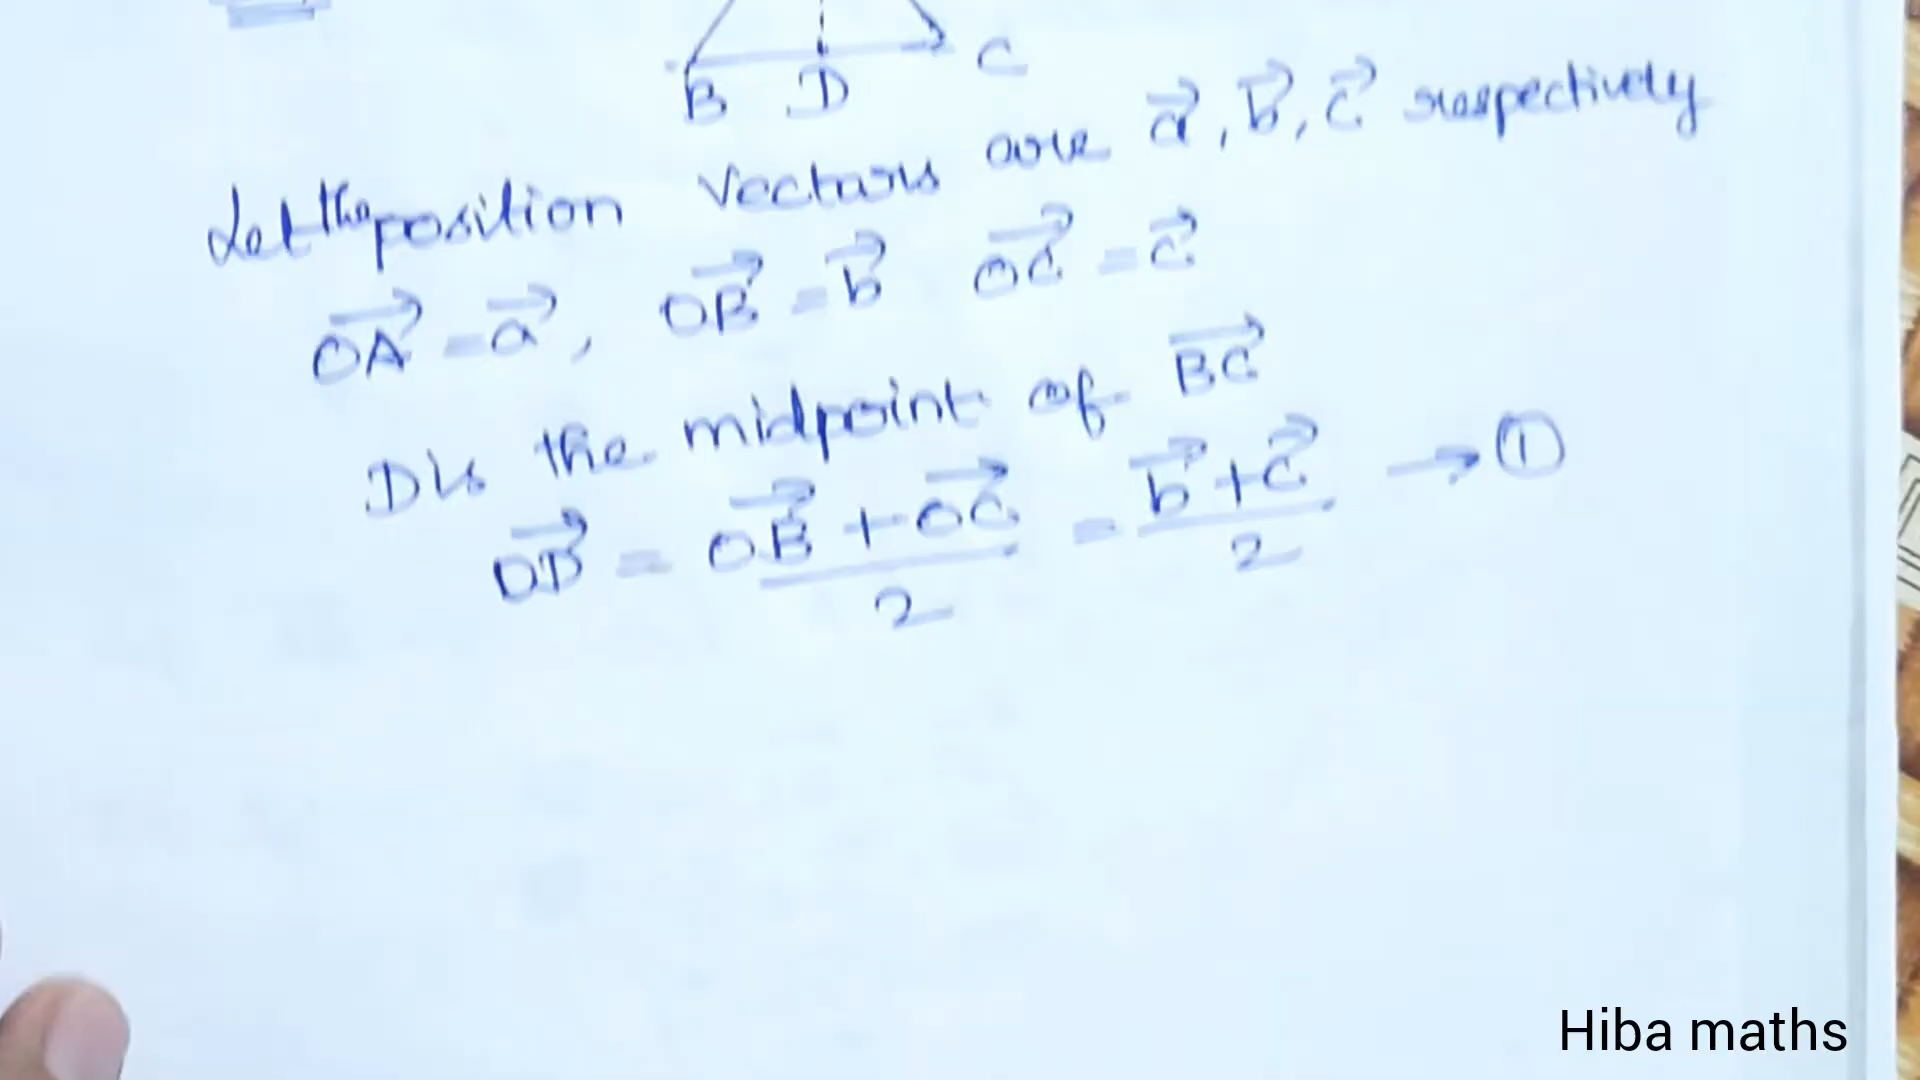 B D C
Let the position vectors are a⃗, b⃗, c⃗ respectively
OA⃗ = a⃗, OB⃗ = b⃗ OC⃗ = c⃗
D is the midpoint of BC⃗
OD⃗ = (OB⃗ + OC⃗)/2 = (b⃗ + c⃗)/2 → ①
Hiba maths